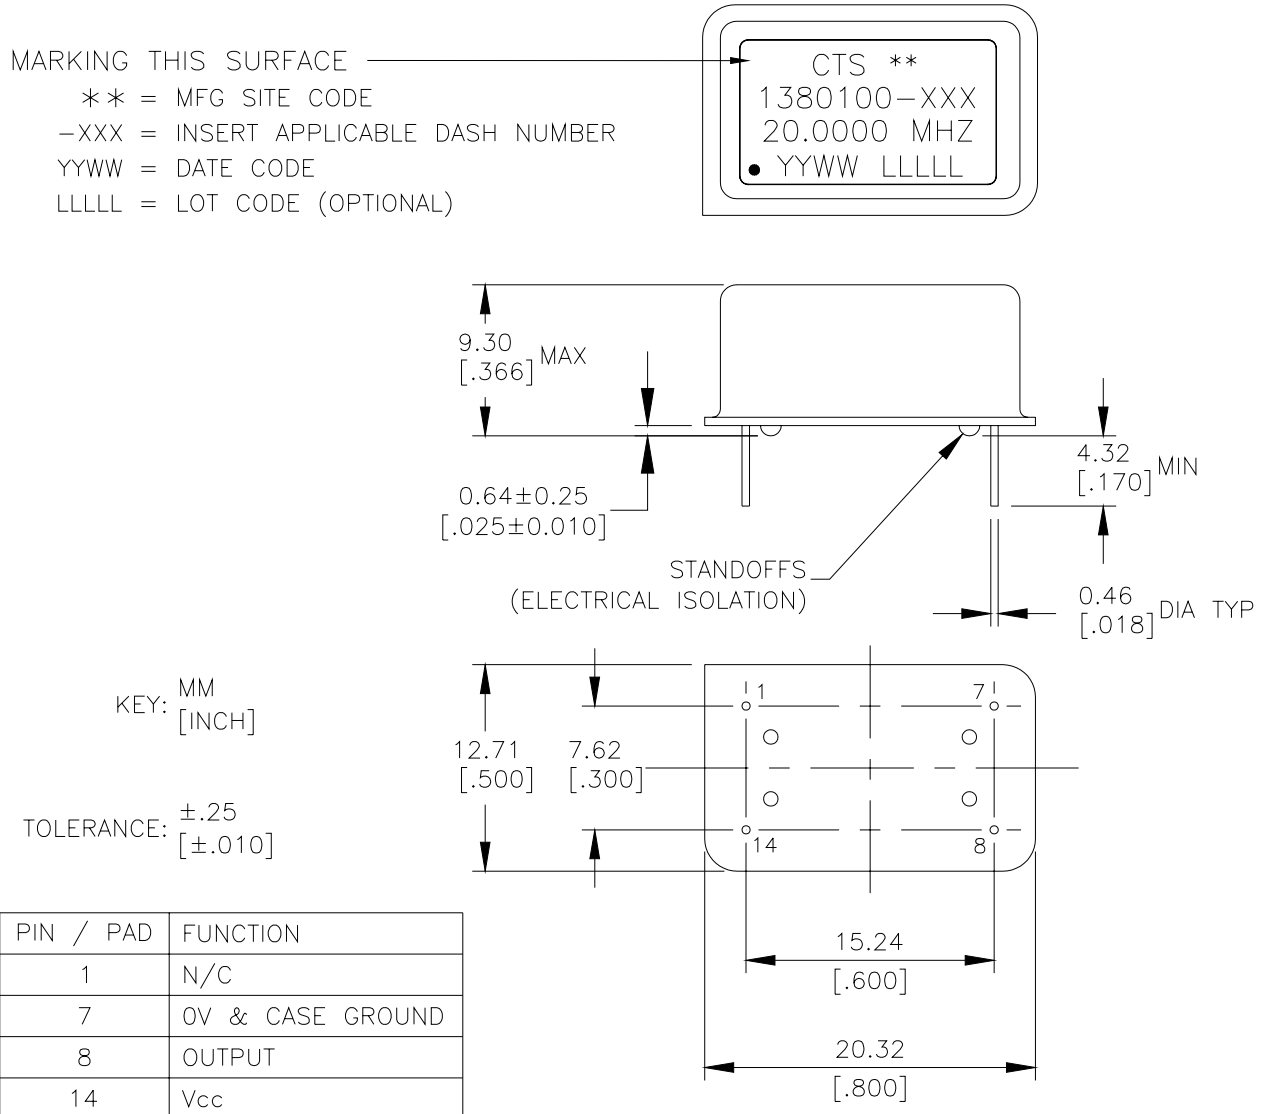 MARKING THIS SURFACE
** = MFG SITE CODE
-XXX = INSERT APPLICABLE DASH NUMBER
YYWW = DATE CODE
LLLLL = LOT CODE (OPTIONAL)
CTS **
1380100-XXX
20.0000 MHZ
YYWW LLLLL
9.30
[.366]
MAX
0.64±0.25
[.025±0.010]
4.32
[.170]
MIN
STANDOFFS
(ELECTRICAL ISOLATION)
0.46
[.018]
DIA TYP
KEY:
MM
[INCH]
TOLERANCE:
±.25
[±.010]
12.71
[.500]
7.62
[.300]
1
7
14
8
15.24
[.600]
20.32
[.800]
PIN / PAD FUNCTION
1 N/C
7 0V & CASE GROUND
8 OUTPUT
14 Vcc